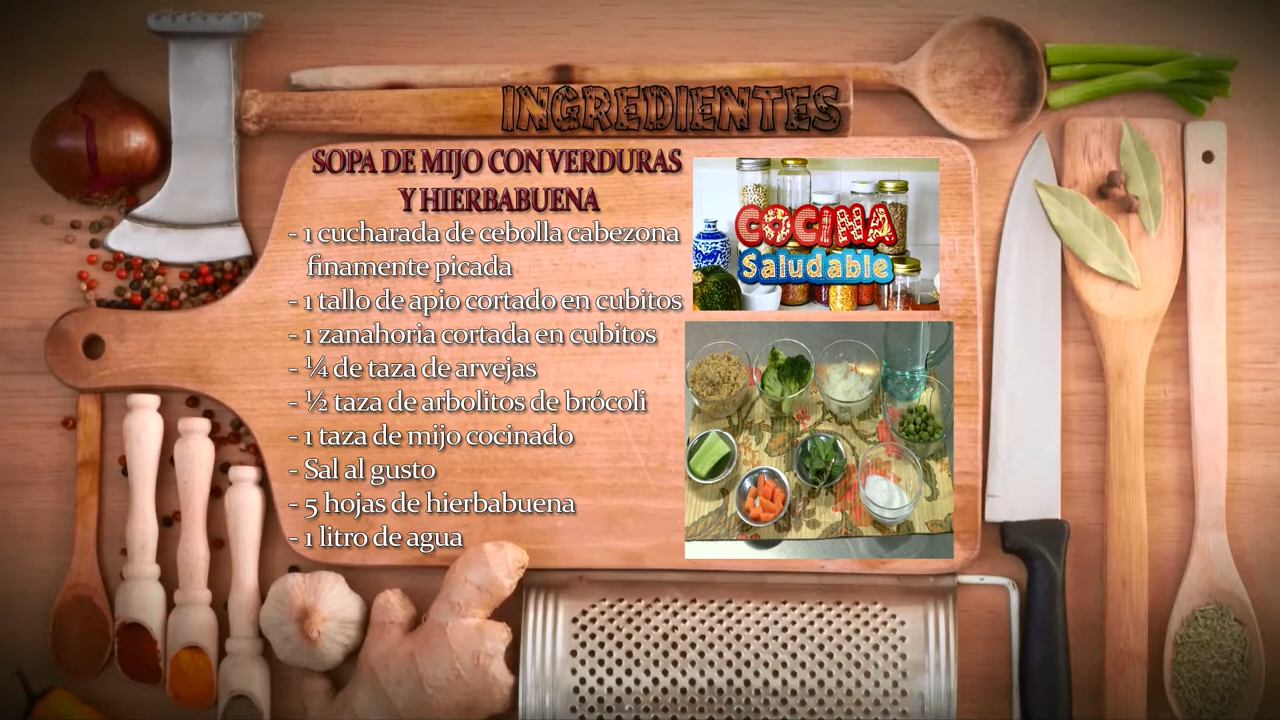 INGREDIENTES
SOPA DE MIJO CON VERDURAS
Y HIERBABUENA
- 1 cucharada de cebolla cabezona
finamente picada
- 1 tallo de apio cortado en cubitos
- 1 zanahoria cortada en cubitos
- ¼ de taza de arvejas
- ½ taza de arbolitos de brócoli
- 1 taza de mijo cocinado
- Sal al gusto
- 5 hojas de hierbabuena
- 1 litro de agua
COCINA
Saludable